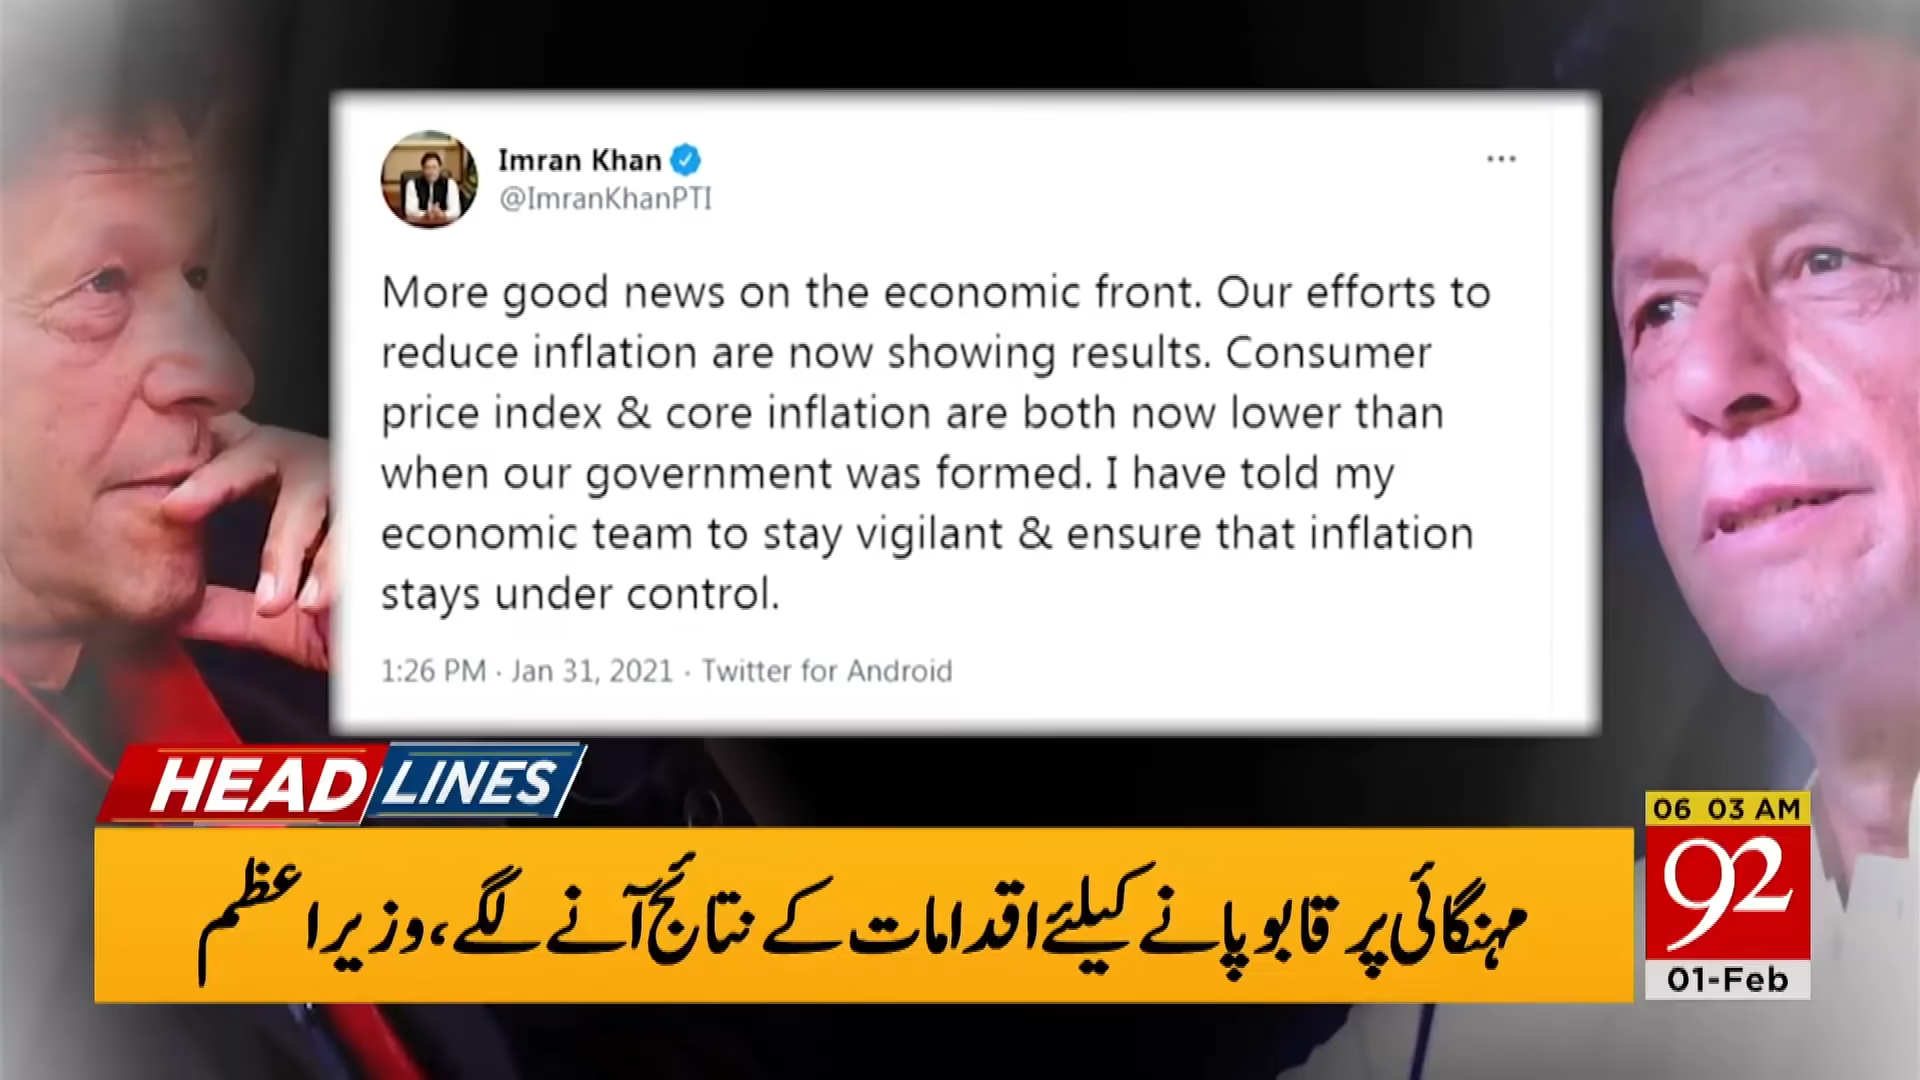 Imran Khan
@ImranKhanPTI
More good news on the economic front. Our efforts to
reduce inflation are now showing results. Consumer
price index & core inflation are both now lower than
when our government was formed. I have told my
economic team to stay vigilant & ensure that inflation
stays under control.
1:26 PM · Jan 31, 2021 · Twitter for Android
HEADLINES
مہنگائی پر قابو پانے کیلئے اقدامات کے نتائج آنے لگے، وزیراعظم
06 03 AM
92
01-Feb